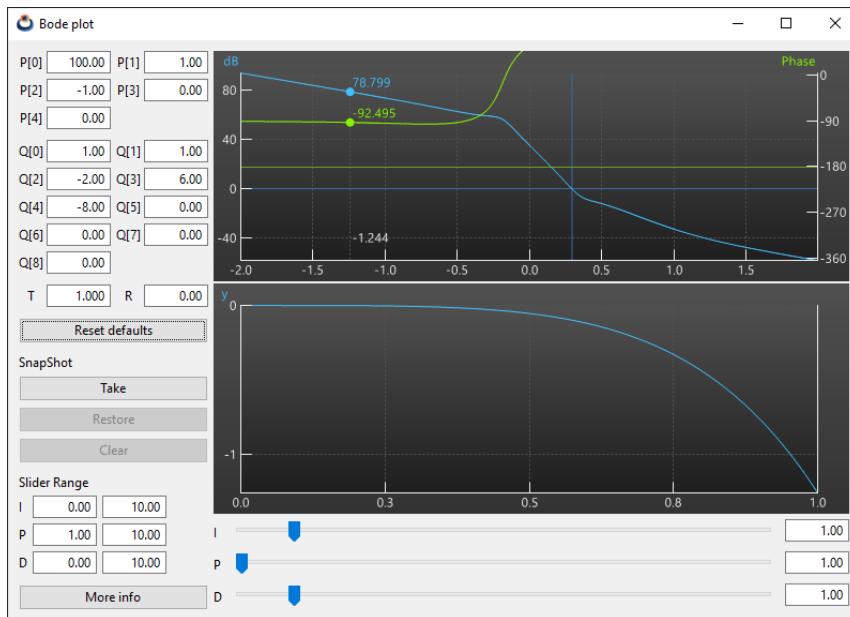 Bode plot
P[0] 100.00 P[1] 1.00
P[2] -1.00 P[3] 0.00
P[4] 0.00
Q[0] 1.00 Q[1] 1.00
Q[2] -2.00 Q[3] 6.00
Q[4] -8.00 Q[5] 0.00
Q[6] 0.00 Q[7] 0.00
Q[8] 0.00
T 1.000 R 0.00
Reset defaults
SnapShot
Take
Restore
Clear
Slider Range
I 0.00 10.00
P 1.00 10.00
D 0.00 10.00
More info
dB Phase
78.799
-92.495
80
40
0
-40
0
-90
-180
-270
-360
-1.244
-2.0 -1.5 -1.0 -0.5 0.0 0.5 1.0 1.5
y
0
-1
0.0 0.3 0.5 0.8 1.0
I 1.00
P 1.00
D 1.00